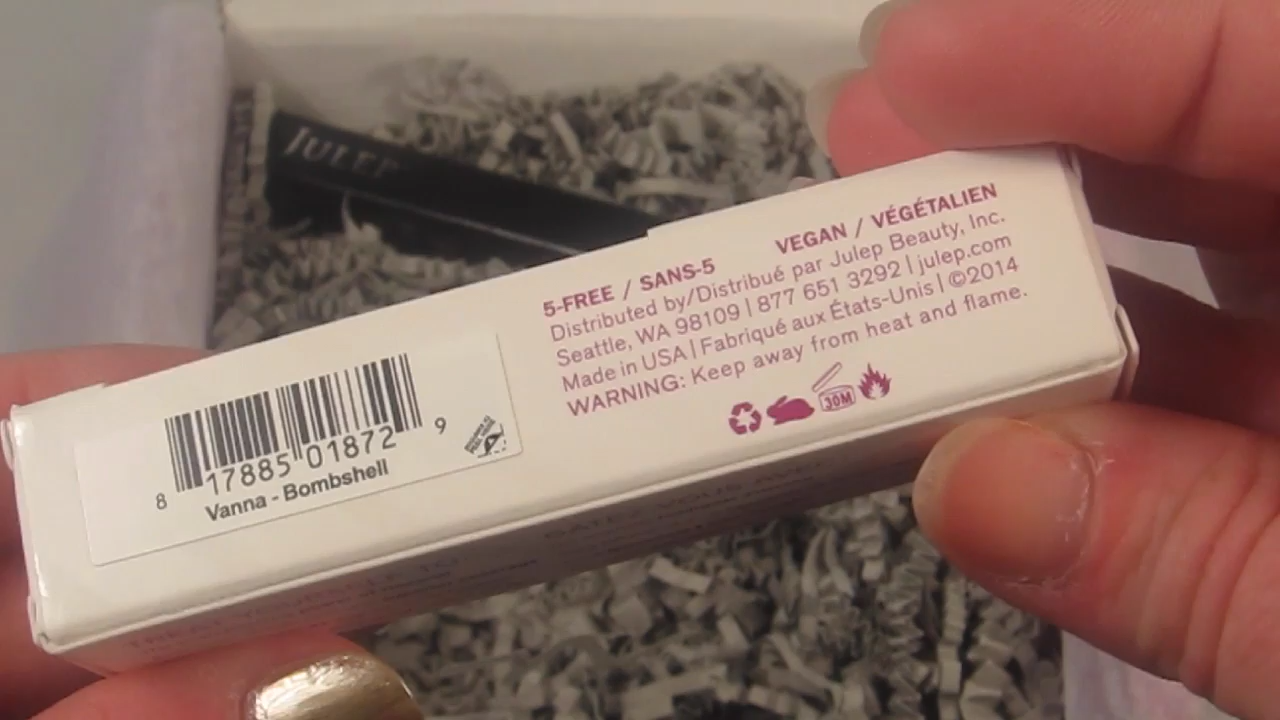 JULEP
5-FREE / SANS-5 VEGAN / VÉGÉTALIEN
Distributed by/Distribué par Julep Beauty, Inc.
Seattle, WA 98109 | 877 651 3292 | julep.com
Made in USA | Fabriqué aux États-Unis | ©2014
WARNING: Keep away from heat and flame.
30M
8 17885 01872 9
Vanna - Bombshell